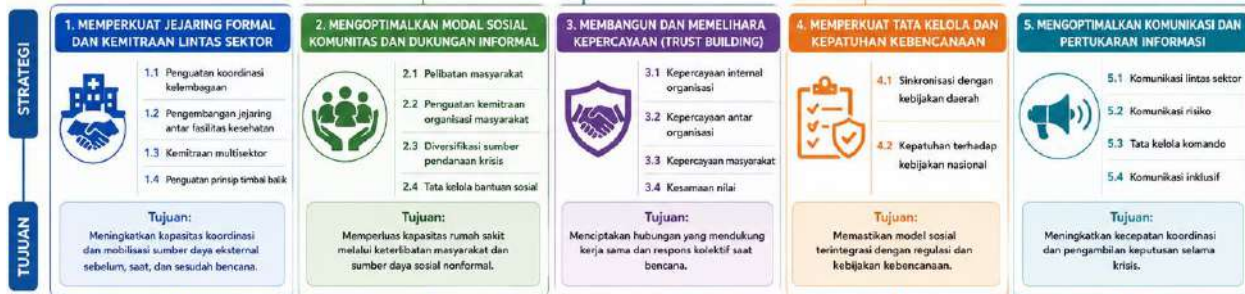 STRATEGI
1. MEMPERKUAT JEJARING FORMAL
DAN KEMITRAAN LINTAS SEKTOR
1.1 Penguatan koordinasi
kelembagaan
1.2 Pengembangan jejaring
antar fasilitas kesehatan
1.3 Kemitraan multisektor
1.4 Penguatan prinsip timbal balik
2. MENGOPTIMALKAN MODAL SOSIAL
KOMUNITAS DAN DUKUNGAN INFORMAL
2.1 Pelibatan masyarakat
2.2 Penguatan kemitraan
organisasi masyarakat
2.3 Diversifikasi sumber
pendanaan krisis
2.4 Tata kelola bantuan sosial
3. MEMBANGUN DAN MEMELIHARA
KEPERCAYAAN (TRUST BUILDING)
3.1 Kepercayaan internal
organisasi
3.2 Kepercayaan antar
organisasi
3.3 Kepercayaan masyarakat
3.4 Kesamaan nilai
4. MEMPERKUAT TATA KELOLA DAN
KEPATUHAN KEBENCANAAN
4.1 Sinkronisasi dengan
kebijakan daerah
4.2 Kepatuhan terhadap
kebijakan nasional
5. MENGOPTIMALKAN KOMUNIKASI DAN
PERTUKARAN INFORMASI
5.1 Komunikasi lintas sektor
5.2 Komunikasi risiko
5.3 Tata kelola komando
5.4 Komunikasi inklusif
TUJUAN
Tujuan:
Meningkatkan kapasitas koordinasi
dan mobilisasi sumber daya eksternal
sebelum, saat, dan sesudah bencana.
Tujuan:
Memperluas kapasitas rumah sakit
melalui keterlibatan masyarakat dan
sumber daya sosial nonformal.
Tujuan:
Menciptakan hubungan yang mendukung
kerja sama dan respons kolektif saat
bencana.
Tujuan:
Memastikan model sosial
terintegrasi dengan regulasi dan
kebijakan kebencanaan.
Tujuan:
Meningkatkan kecepatan koordinasi
dan pengambilan keputusan selama
krisis.